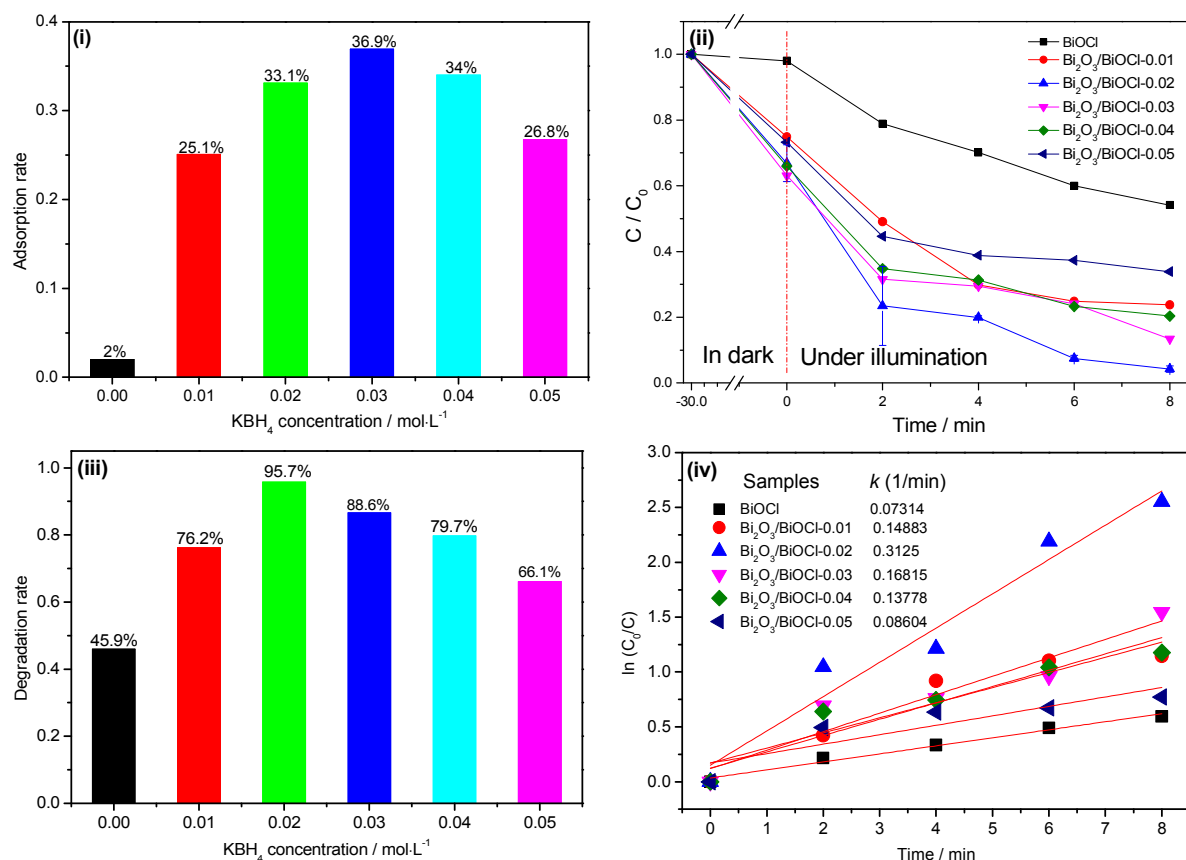 (i)
2%
25.1%
33.1%
36.9%
34%
26.8%
0.4
0.3
0.2
0.1
0.0
Adsorption rate
0.00 0.01 0.02 0.03 0.04 0.05
KBH₄ concentration / mol·L⁻¹
(ii)
BiOCl
Bi₂O₃/BiOCl-0.01
Bi₂O₃/BiOCl-0.02
Bi₂O₃/BiOCl-0.03
Bi₂O₃/BiOCl-0.04
Bi₂O₃/BiOCl-0.05
1.0
0.8
0.6
0.4
0.2
0.0
C / C₀
In dark
Under illumination
-30.0 0 2 4 6 8
Time / min
(iii)
45.9%
76.2%
95.7%
88.6%
79.7%
66.1%
1.0
0.8
0.6
0.4
0.2
0.0
Degradation rate
0.00 0.01 0.02 0.03 0.04 0.05
KBH₄ concentration / mol·L⁻¹
(iv)
Samples k (1/min)
BiOCl 0.07314
Bi₂O₃/BiOCl-0.01 0.14883
Bi₂O₃/BiOCl-0.02 0.3125
Bi₂O₃/BiOCl-0.03 0.16815
Bi₂O₃/BiOCl-0.04 0.13778
Bi₂O₃/BiOCl-0.05 0.08604
2.5
2.0
1.5
1.0
0.5
0.0
ln (C₀/C)
0 1 2 3 4 5 6 7 8
Time / min